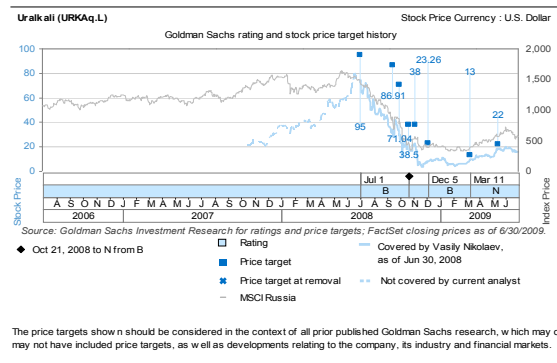 Uralkali (URKAq.L) Stock Price Currency : U.S. Dollar
Goldman Sachs rating and stock price target history
100 2,000
80 1,500
60 1,000
40 500
20 0
0
Stock Price
Index Price
95
86.91
71.04
38.5
38
23.26
13
22
Jul 1 Dec 5 Mar 11
B B N
A S O N D J F M A M J J A S O N D J F M A M J J A S O N D J F M A M J
2006 2007 2008 2009
Source: Goldman Sachs Investment Research for ratings and price targets; FactSet closing prices as of 6/30/2009.
Oct 21, 2008 to N from B
Rating
Price target
Price target at removal
MSCI Russia
Covered by Vasily Nikolaev,
as of Jun 30, 2008
Not covered by current analyst
The price targets shown should be considered in the context of all prior published Goldman Sachs research, which may o
may not have included price targets, as well as developments relating to the company, its industry and financial markets.